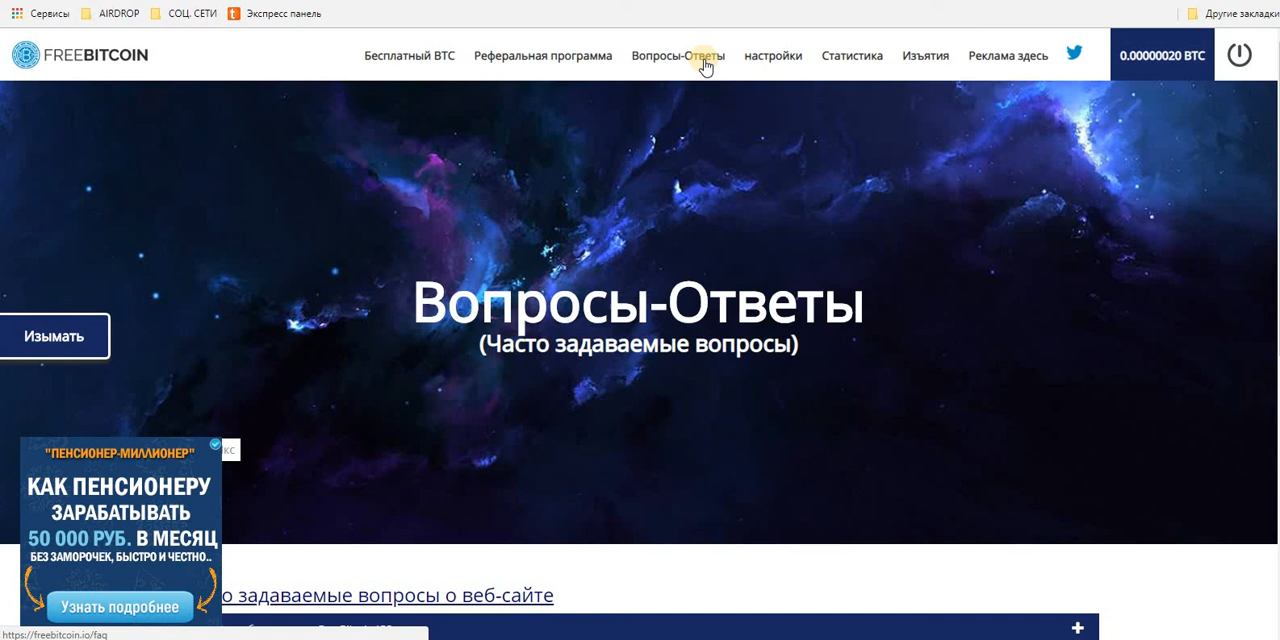 Сервисы AIRDROP СОЦ. СЕТИ Экспресс панель Другие закладки
FREEBITCOIN Бесплатный BTC Реферальная программа Вопросы-Ответы настройки Статистика Изъятия Реклама здесь 0.00000020 BTC
Вопросы-Ответы
(Часто задаваемые вопросы)
Изымать
"ПЕНСИОНЕР-МИЛЛИОНЕР"
КАК ПЕНСИОНЕРУ
ЗАРАБАТЫВАТЬ
50 000 РУБ. В МЕСЯЦ
БЕЗ ЗАМОРОЧЕК, БЫСТРО И ЧЕСТНО..
Узнать подробнее
о задаваемые вопросы о веб-сайте
https://freebitcoin.io/faq